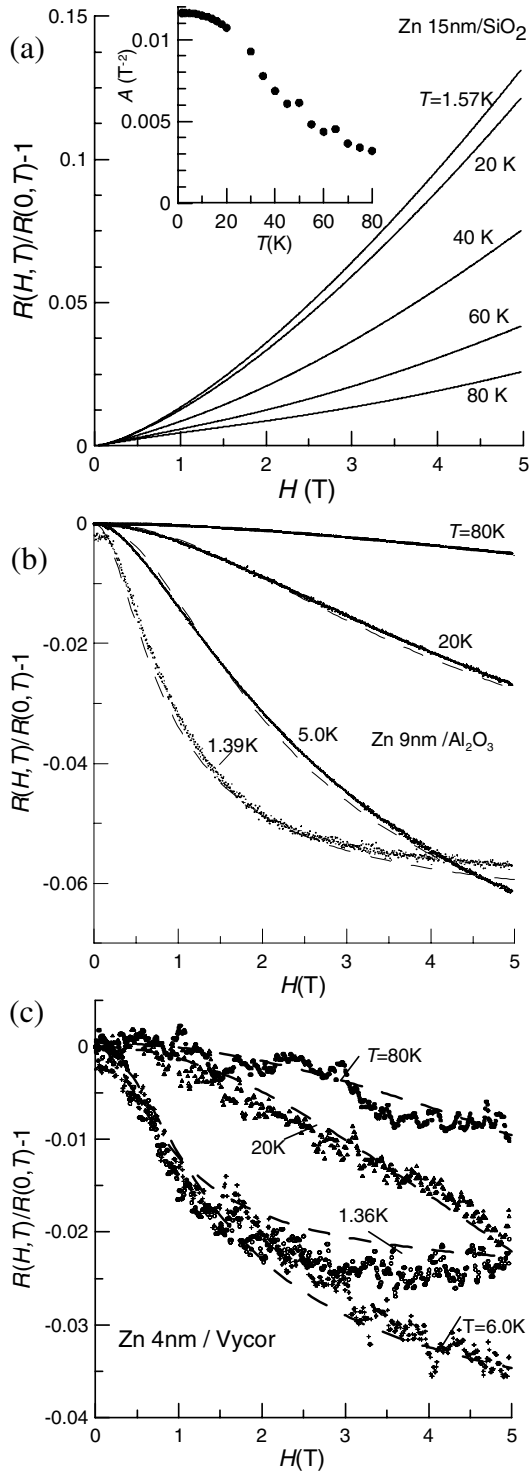 (a)
Zn 15nm/SiO2
0.01
0.005
0
A (T-2)
0 20 40 60 80
T(K)
0.1
0.05
0
R(H,T)/R(0,T)-1
T=1.57K
20 K
40 K
60 K
80 K
0 1 2 3 4 5
H (T)
(b)
0
-0.02
-0.04
-0.06
R(H,T)/R(0,T)-1
T=80K
20K
5.0K
1.39K
Zn 9nm /Al2O3
0 1 2 3 4 5
H(T)
(c)
0
-0.01
-0.02
-0.03
-0.04
R(H,T)/R(0,T)-1
T=80K
20K
1.36K
T=6.0K
Zn 4nm / Vycor
0 1 2 3 4 5
H(T)